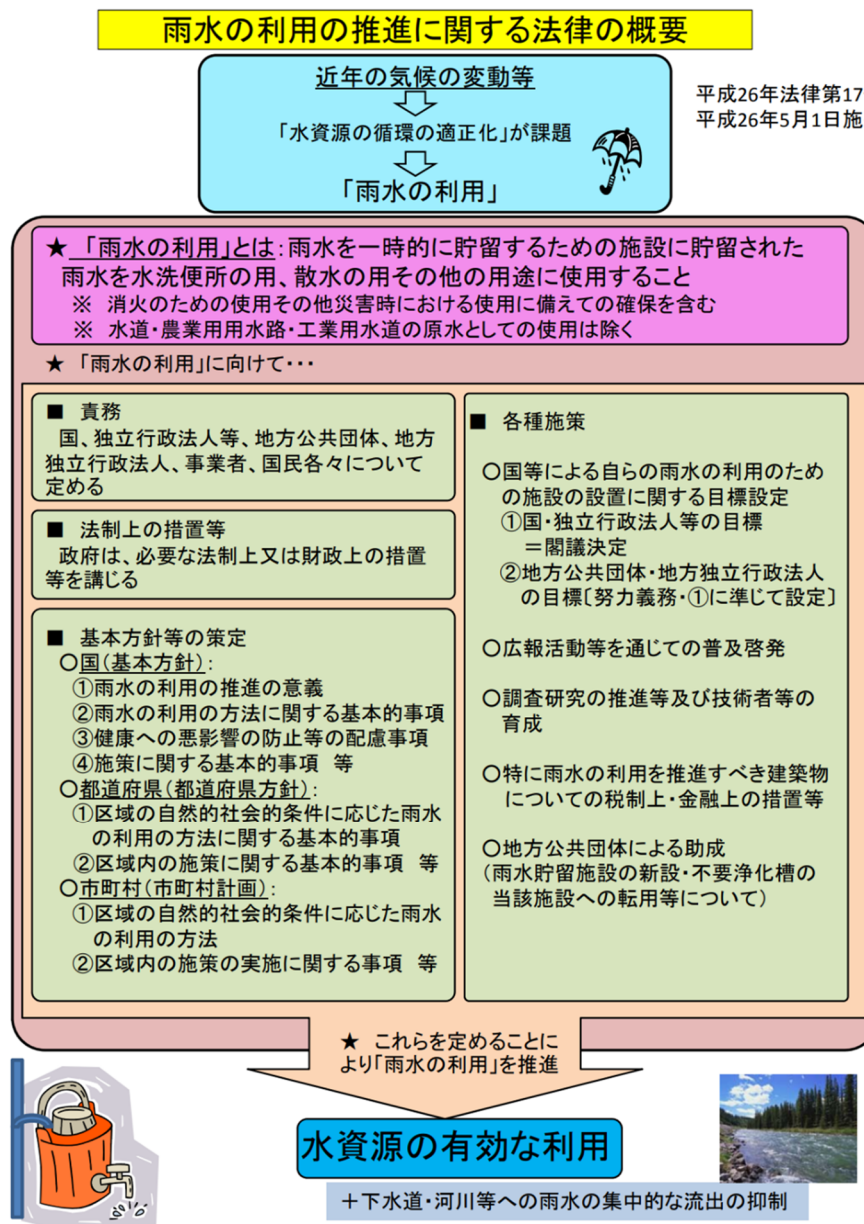 雨水の利用の推進に関する法律の概要
近年の気候の変動等
「水資源の循環の適正化」が課題
「雨水の利用」
平成26年法律第17
平成26年5月1日施
★ 「雨水の利用」とは：雨水を一時的に貯留するための施設に貯留された
雨水を水洗便所の用、散水の用その他の用途に使用すること
※ 消火のための使用その他災害時における使用に備えての確保を含む
※ 水道・農業用用水路・工業用水道の原水としての使用は除く
★ 「雨水の利用」に向けて・・・
■ 責務
国、独立行政法人等、地方公共団体、地方
独立行政法人、事業者、国民各々について
定める
■ 法制上の措置等
政府は、必要な法制上又は財政上の措置
等を講じる
■ 基本方針等の策定
○国（基本方針）：
①雨水の利用の推進の意義
②雨水の利用の方法に関する基本的事項
③健康への悪影響の防止等の配慮事項
④施策に関する基本的事項 等
○都道府県（都道府県方針）：
①区域の自然的社会的条件に応じた雨水
の利用の方法に関する基本的事項
②区域内の施策に関する基本的事項 等
○市町村（市町村計画）：
①区域の自然的社会的条件に応じた雨水
の利用の方法
②区域内の施策の実施に関する事項 等
■ 各種施策
○国等による自らの雨水の利用のため
の施設の設置に関する目標設定
①国・独立行政法人等の目標
＝閣議決定
②地方公共団体・地方独立行政法人
の目標〔努力義務・①に準じて設定〕
○広報活動等を通じての普及啓発
○調査研究の推進等及び技術者等の
育成
○特に雨水の利用を推進すべき建築物
についての税制上・金融上の措置等
○地方公共団体による助成
（雨水貯留施設の新設・不要浄化槽の
当該施設への転用等について）
★ これらを定めることに
より「雨水の利用」を推進
水資源の有効な利用
＋下水道・河川等への雨水の集中的な流出の抑制